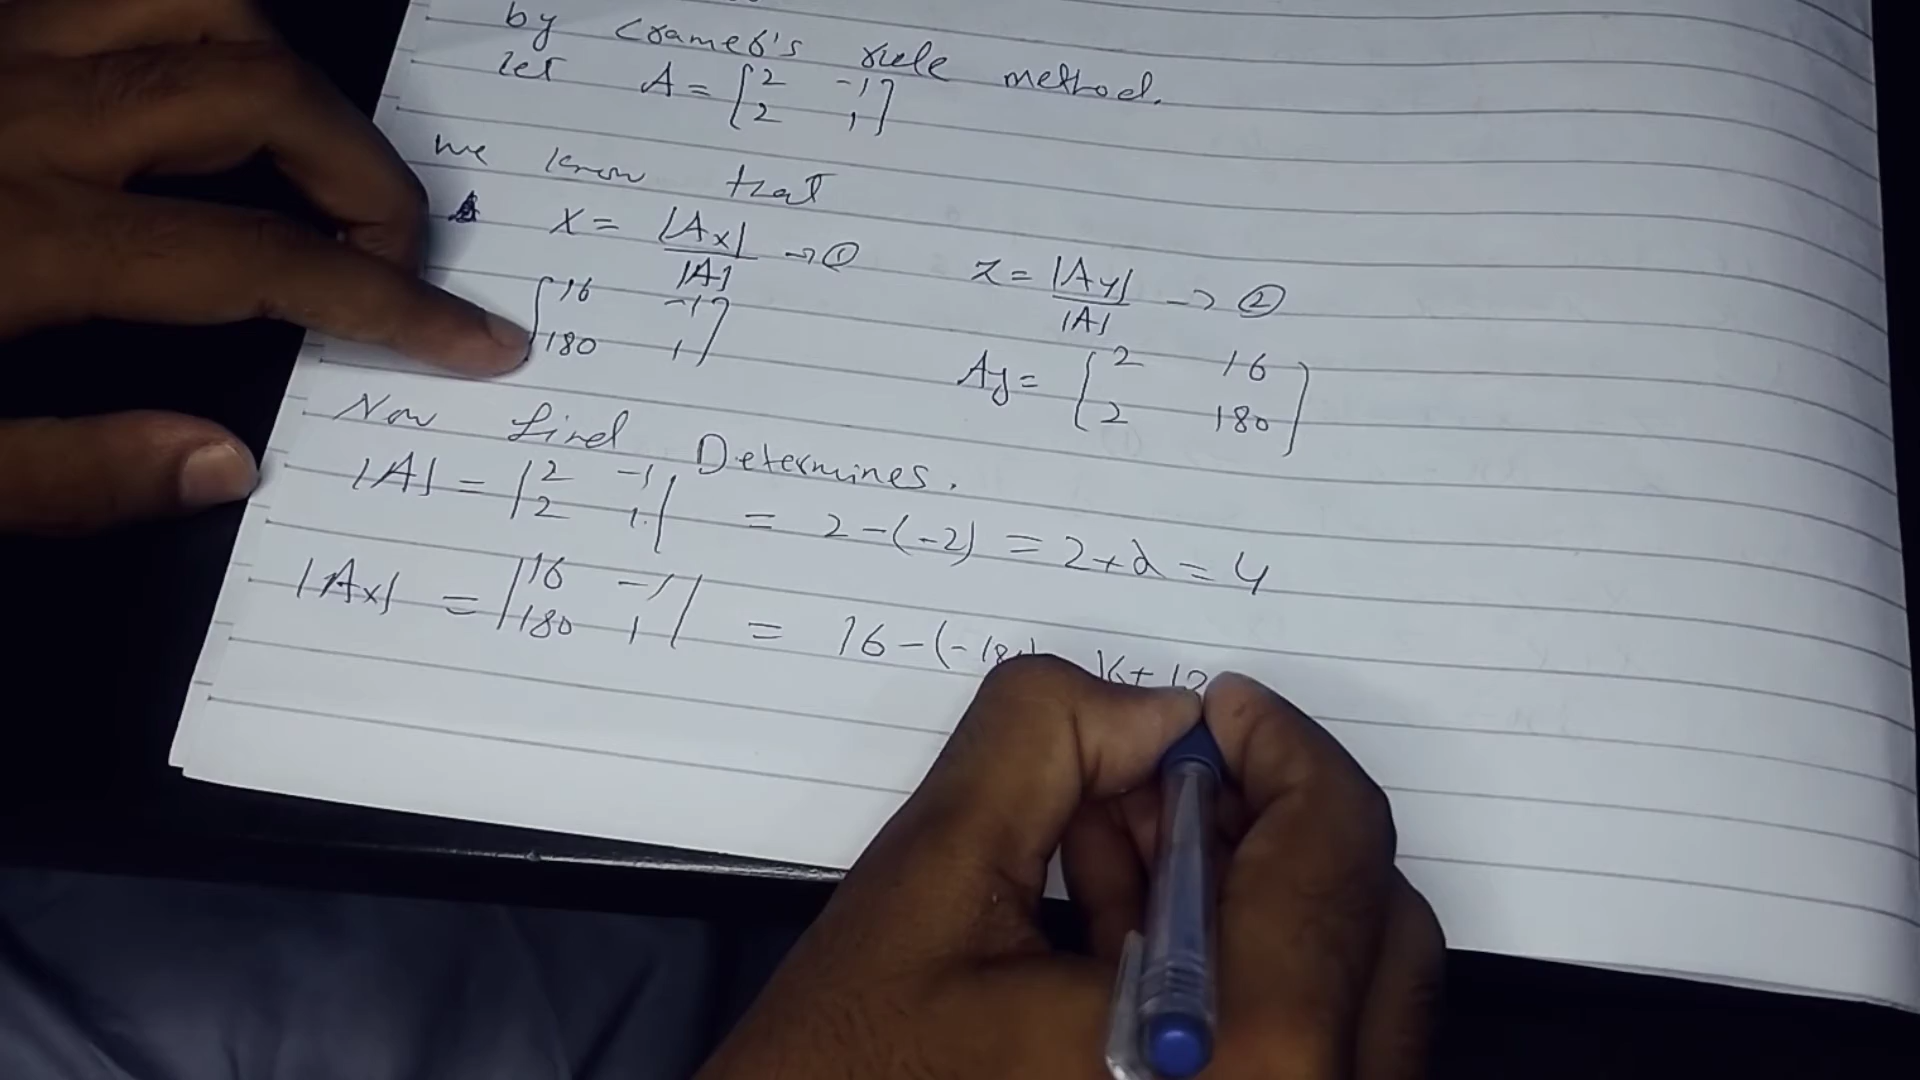 by Cramer's rule method.
let A = [2 -1
2 1]
we know that
x = |Ax| / |A| → ① z = |Ay| / |A| → ②
[16 -1
180 1]
Ay = [2 16
2 180]
Now find Determines.
|A| = |2 -1
2 1| = 2-(-2) = 2+2 = 4
|Ax| = |16 -1
180 1| = 16-(-18 16+18